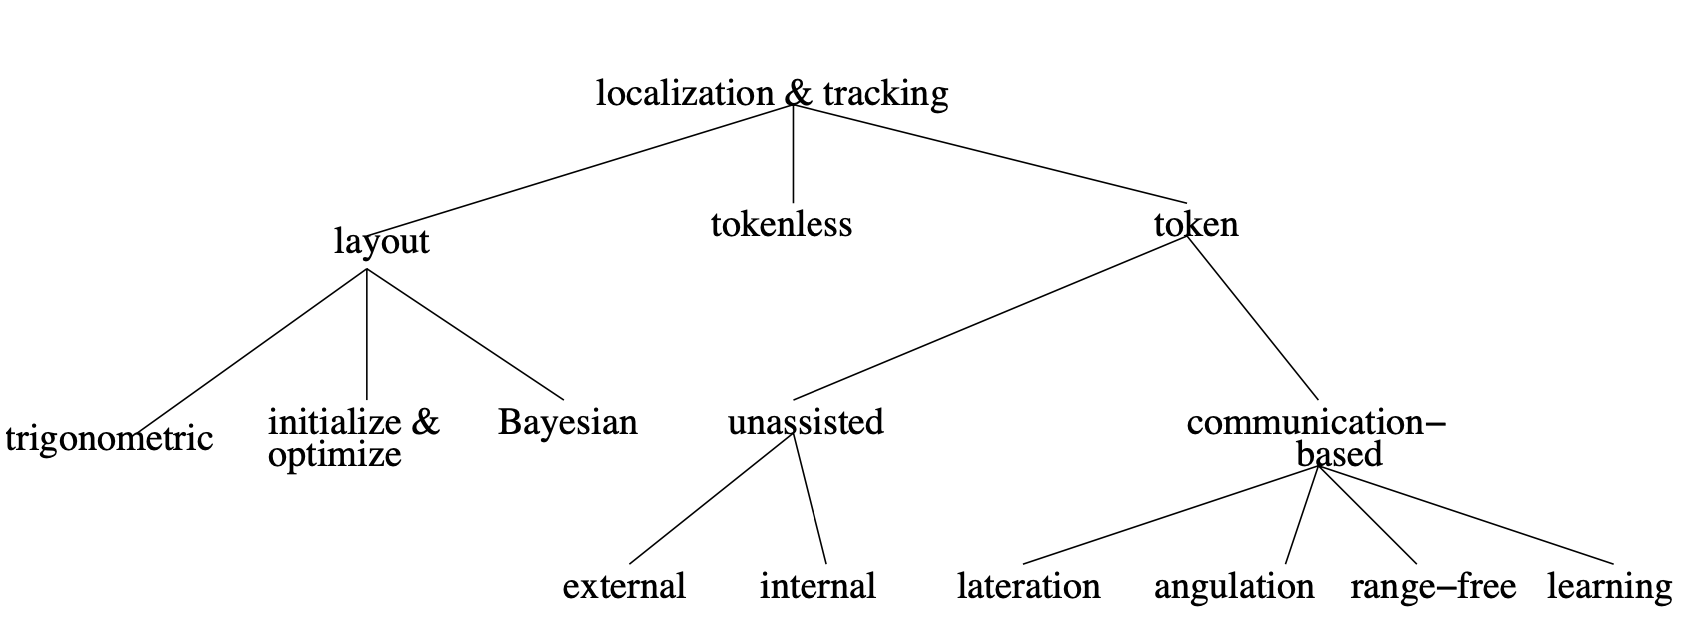 localization & tracking
layout
tokenless
token
trigonometric
initialize &
optimize
Bayesian
unassisted
communication−
based
external
internal
lateration
angulation
range−free
learning